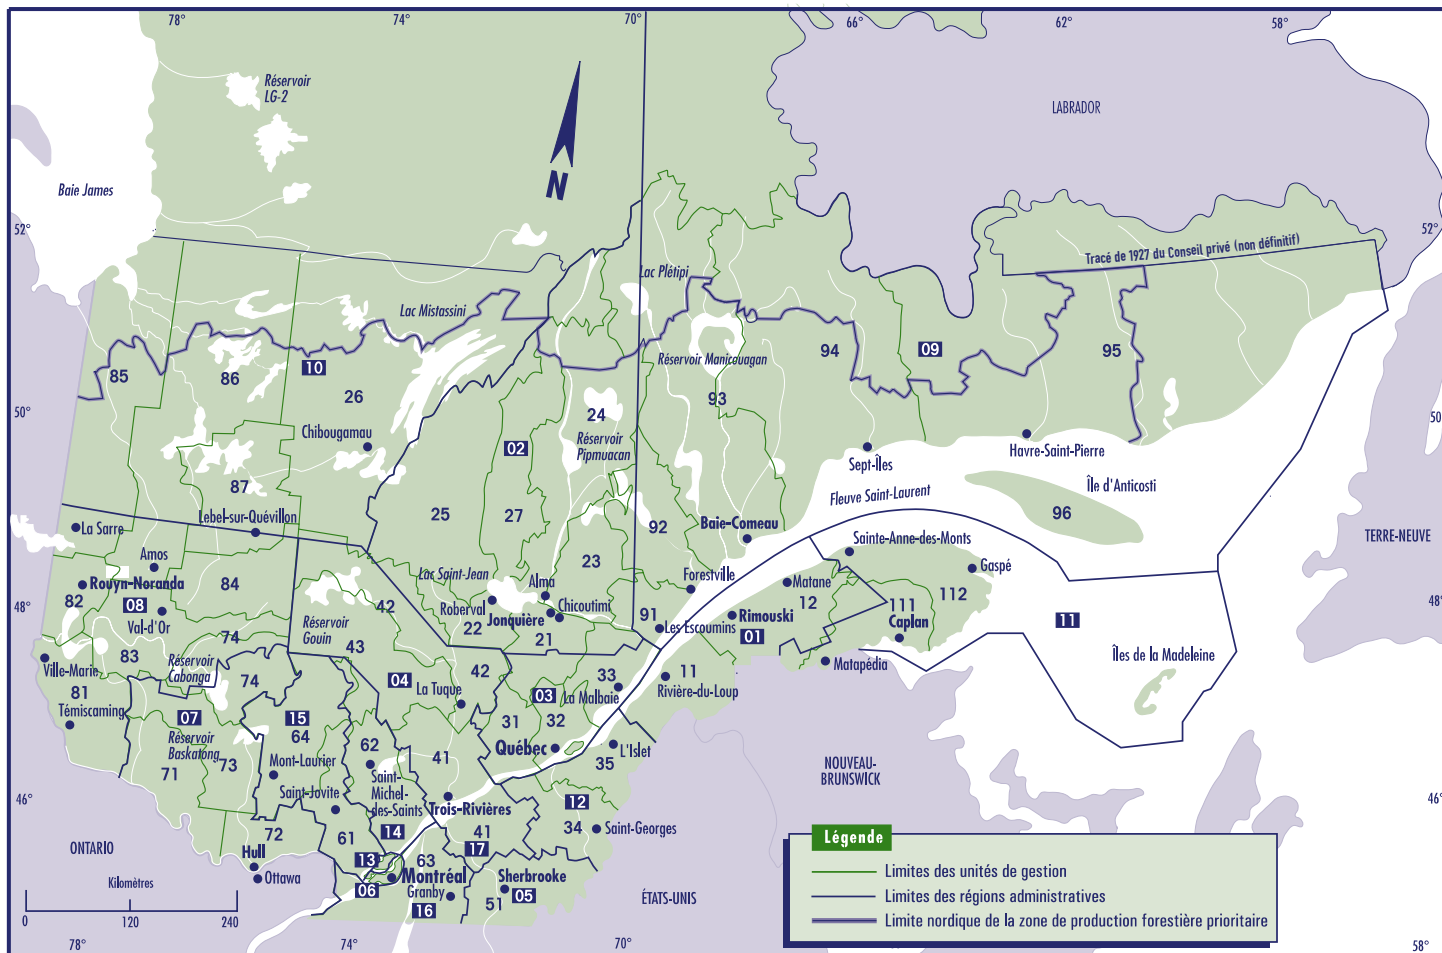 78°
74°
70°
66°
62°
58°
Réservoir
LG-2
LABRADOR
Baie James
N
52°
52°
Tracé de 1927 du Conseil privé (non définitif)
Lac Plétipi
Lac Mistassini
Réservoir Manicouagan
94
09
95
85
86
10
26
93
24
50°
50
Chibougamau
02
Réservoir
Pipmuacan
Sept-Îles
Havre-Saint-Pierre
Île d'Anticosti
87
Lebel-sur-Quévillon
25
27
92
Baie-Comeau
Fleuve Saint-Laurent
96
La Sarre
Amos
TERRE-NEUVE
Sainte-Anne-des-Monts
Gaspé
Rouyn-Noranda
84
23
Lac Saint-Jean
Alma
Forestville
Matane
82
08
Val-d'Or
42
Roberval
Chicoutimi
Jonquière
12
111
112
48°
48°
22
21
91
Les Escoumins
Rimouski
01
Caplan
11
74
Réservoir
Gouin
43
83
Ville-Marie
Réservoir
Cabonga
74
04
42
33
11
Matapédia
Îles de la Madeleine
81
Témiscaming
La Tuque
03
La Malbaie
Rivière-du-Loup
07
15
64
31
32
Réservoir
Baskatong
62
41
Québec
L'Islet
35
71
73
Mont-Laurier
Saint-Jovite
Saint-
Michel-
des-Saints
NOUVEAU-
BRUNSWICK
46°
46°
Trois-Rivières
12
34
Saint-Georges
72
61
14
41
17
ONTARIO
Hull
Ottawa
13
63
Montréal
Sherbrooke
06
Granby
16
51
05
ÉTATS-UNIS
Kilomètres
0
120
240
Légende
Limites des unités de gestion
Limites des régions administratives
Limite nordique de la zone de production forestière prioritaire
78°
74°
70°
58°